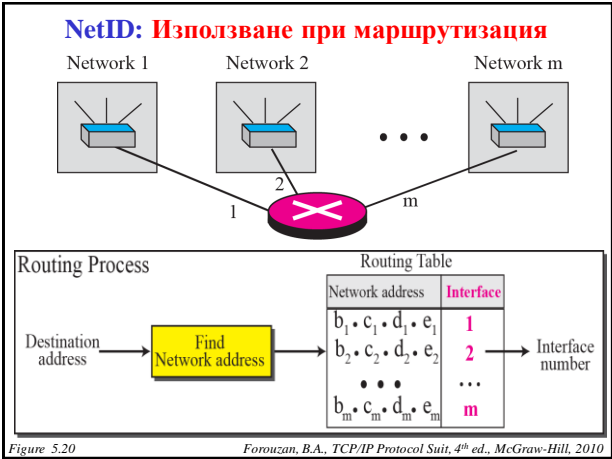 NetID: Използване при маршрутизация
Network 1
Network 2
Network m
• • •
1
2
m
Routing Process
Routing Table
Network address
Interface
Destination
address
Find
Network address
b₁ • c₁ • d₁ • e₁
1
b₂ • c₂ • d₂ • e₂
2
• • •
• • •
bₘ • cₘ • dₘ • eₘ
m
Interface
number
Figure 5.20
Forouzan, B.A., TCP/IP Protocol Suit, 4th ed., McGraw-Hill, 2010